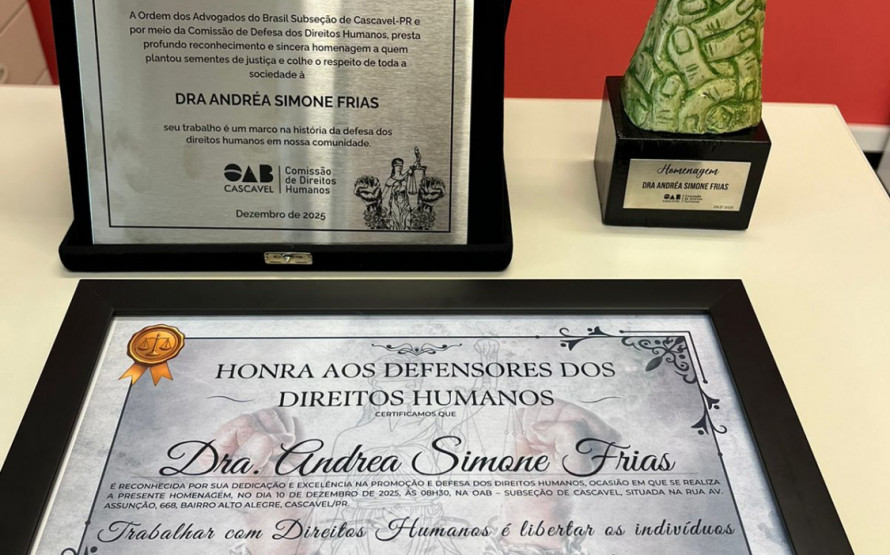 A Ordem dos Advogados do Brasil Subseção de Cascavel-PR e
por meio da Comissão de Defesa dos Direitos Humanos, presta
profundo reconhecimento e sincera homenagem a quem
plantou sementes de justiça e colhe o respeito de toda a
sociedade à
DRA ANDRÉA SIMONE FRIAS
seu trabalho é um marco na história da defesa dos
direitos humanos em nossa comunidade.
OAB
CASCAVEL
Comissão
de Direitos
Humanos
Dezembro de 2025
Homenagem
DRA ANDRÉA SIMONE FRIAS
OAB
HONRA AOS DEFENSORES DOS
DIREITOS HUMANOS
CERTIFICAMOS QUE
Dra. Andrea Simone Frias
É RECONHECIDA POR SUA DEDICAÇÃO E EXCELÊNCIA NA PROMOÇÃO E DEFESA DOS DIREITOS HUMANOS, OCASIÃO EM QUE SE REALIZA
A PRESENTE HOMENAGEM, NO DIA 10 DE DEZEMBRO DE 2025, ÀS 08H30, NA OAB – SUBSEÇÃO DE CASCAVEL, SITUADA NA RUA AV.
ASSUNÇÃO, 668, BAIRRO ALTO ALEGRE, CASCAVEL/PR.
Trabalhar com Direitos Humanos é libertar os indivíduos